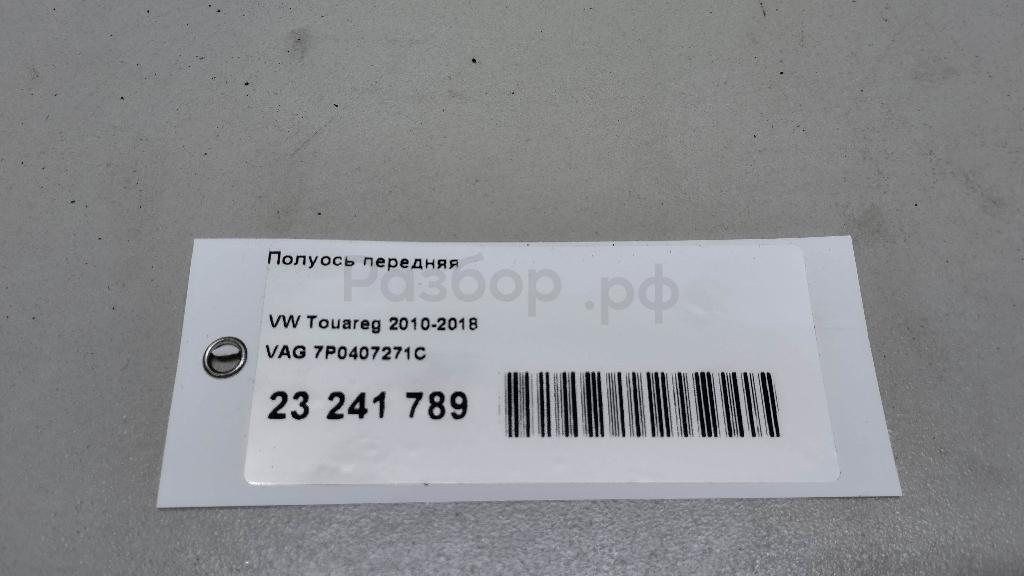 Полуось передняя
Разбор.рф
VW Touareg 2010-2018
VAG 7P0407271C
23 241 789